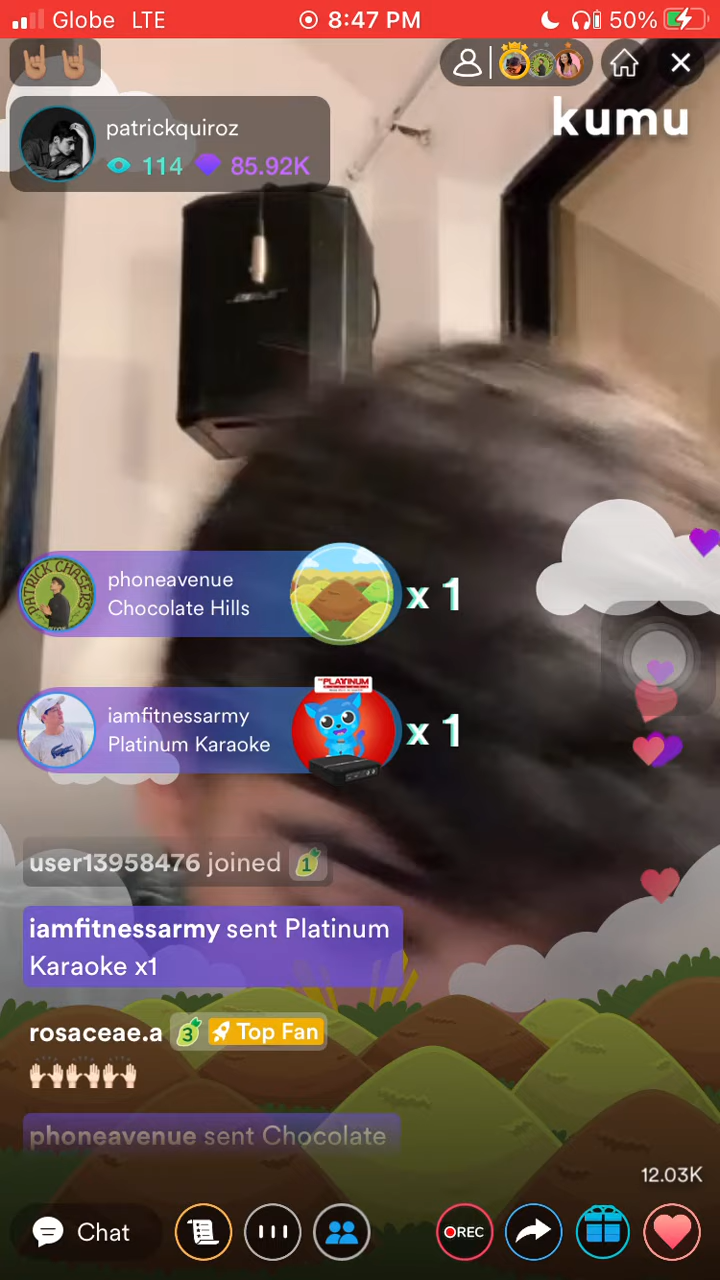 Globe LTE 8:47 PM 50%
patrickquiroz
114 85.92K
kumu
phoneavenue
Chocolate Hills
x 1
PATRICK CHASERS
iamfitnessarmy
Platinum Karaoke
x 1
PLATINUM
user13958476 joined 1
iamfitnessarmy sent Platinum
Karaoke x1
rosaceae.a 3 Top Fan
phoneavenue sent Chocolate
12.03K
Chat
REC